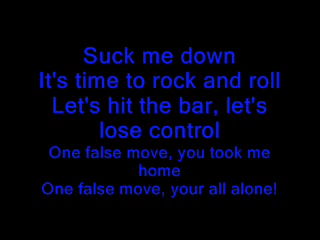 Suck me down
It's time to rock and roll
Let's hit the bar, let's
lose control
One false move, you took me
home
One false move, your all alone!